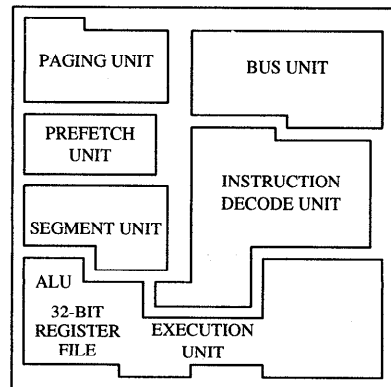 PAGING UNIT
BUS UNIT
PREFETCH
UNIT
INSTRUCTION
DECODE UNIT
SEGMENT UNIT
ALU
32-BIT
REGISTER
FILE
EXECUTION
UNIT